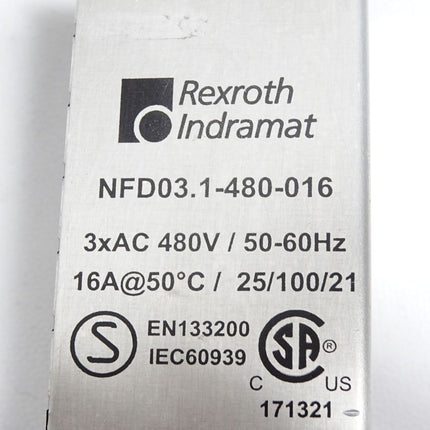 Rexroth
Indramat
NFD03.1-480-016
3xAC 480V / 50-60Hz
16A@50°C / 25/100/21
S EN133200
IEC60939
SA ®
C US
171321